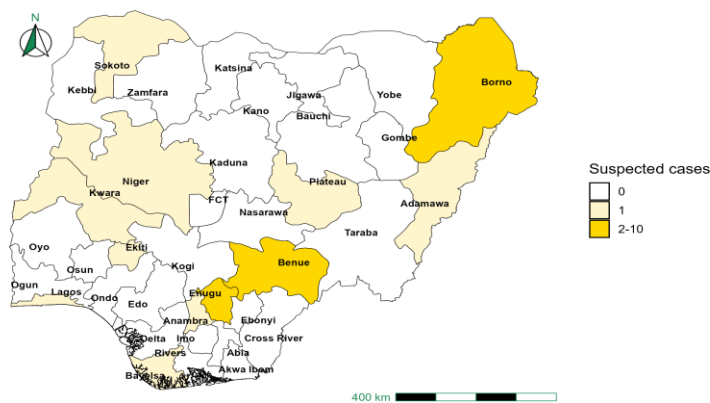 N
Sokoto
Katsina
Kebbi
Zamfara
Jigawa
Yobe
Borno
Kano
Bauchi
Gombe
Kaduna
Niger
Plateau
Kwara
FCT
Nasarawa
Adamawa
Taraba
Oyo
Ekiti
Kogi
Benue
Osun
Ogun
Lagos
Ondo
Edo
Enugu
Anambra
Ebonyi
Delta
Imo
Cross River
Rivers
Abia
Bayelsa
Akwa Ibom
Suspected cases
0
1
2-10
400 km